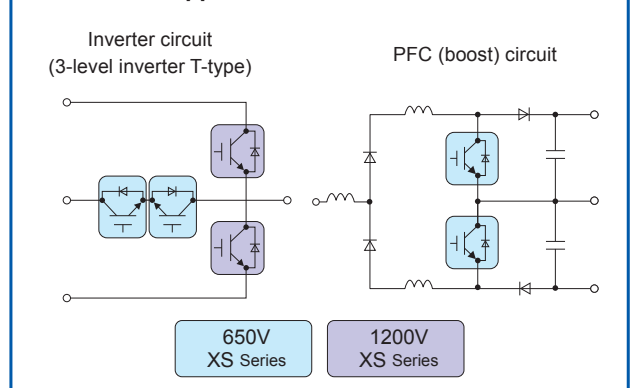 Inverter circuit
(3-level inverter T-type)
PFC (boost) circuit
650V
XS Series
1200V
XS Series